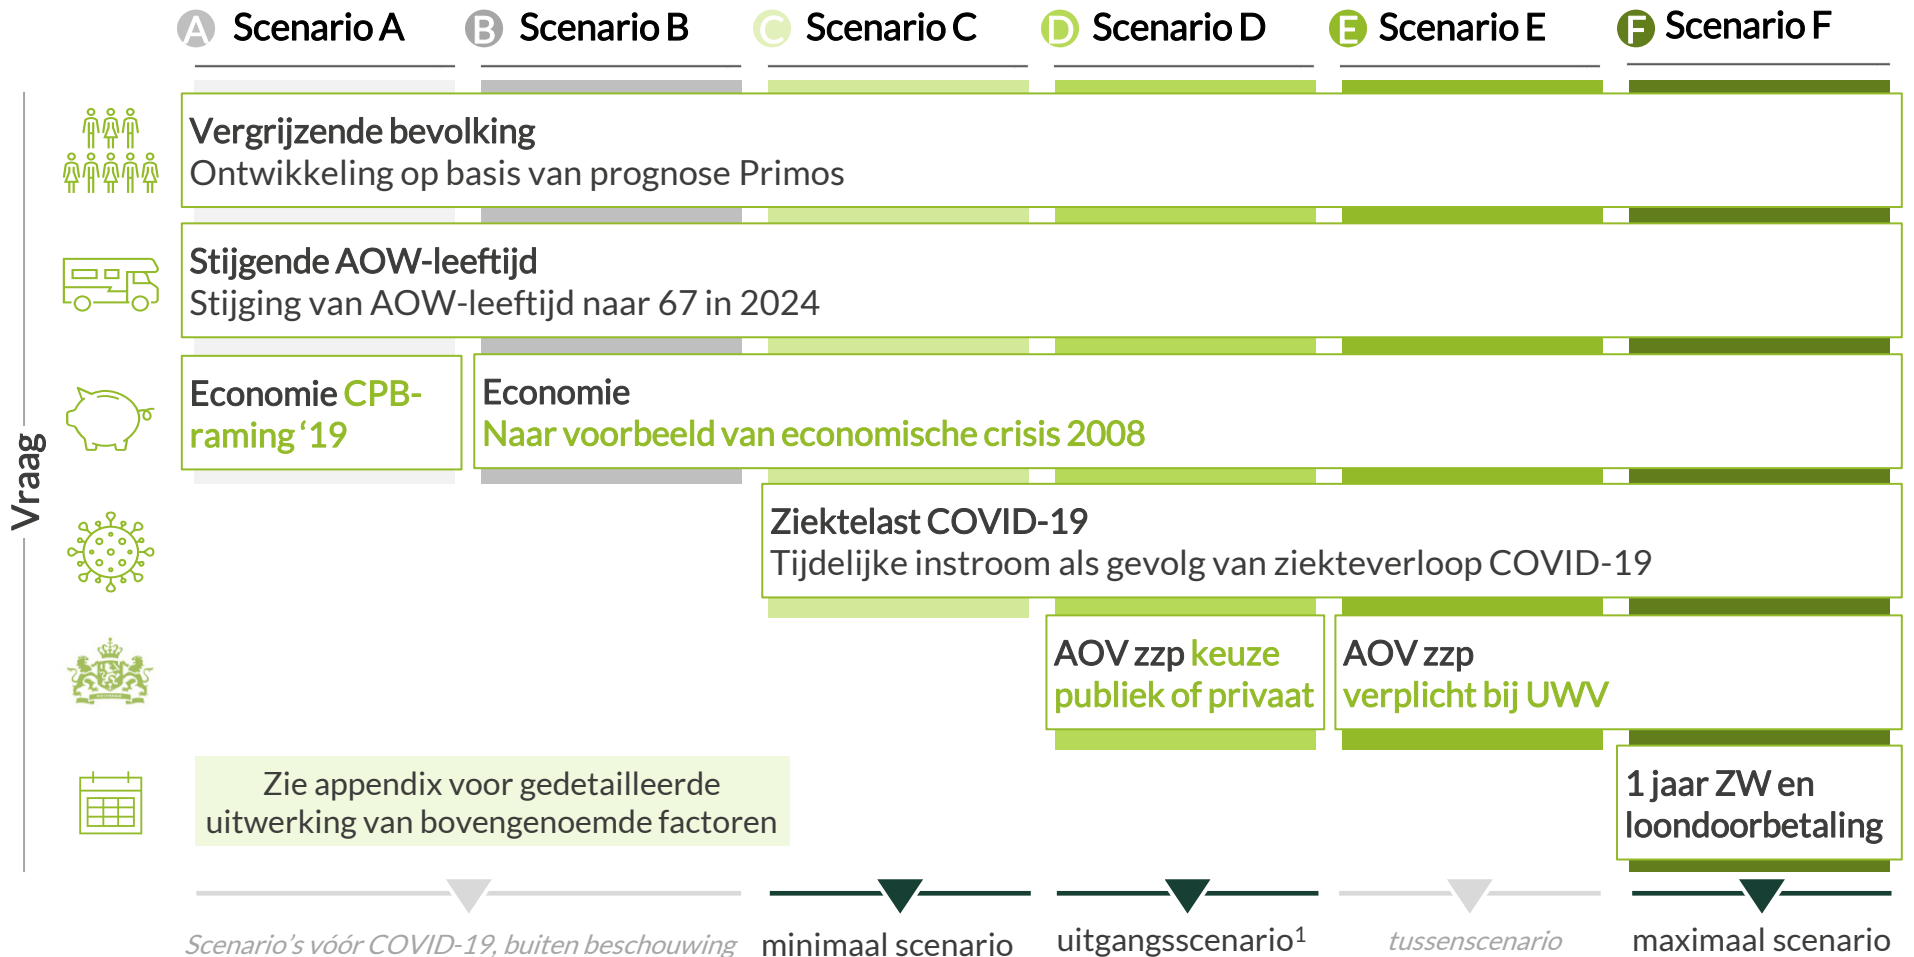 A Scenario A
B Scenario B
C Scenario C
D Scenario D
E Scenario E
F Scenario F
Vraag
Vergrijzende bevolking
Ontwikkeling op basis van prognose Primos
Stijgende AOW-leeftijd
Stijging van AOW-leeftijd naar 67 in 2024
Economie CPB-
raming ‘19
Economie
Naar voorbeeld van economische crisis 2008
Ziektelast COVID-19
Tijdelijke instroom als gevolg van ziekteverloop COVID-19
AOV zzp keuze
publiek of privaat
AOV zzp
verplicht bij UWV
1 jaar ZW en
loondoorbetaling
Zie appendix voor gedetailleerde
uitwerking van bovengenoemde factoren
Scenario’s vóór COVID-19, buiten beschouwing
minimaal scenario
uitgangsscenario¹
tussenscenario
maximaal scenario